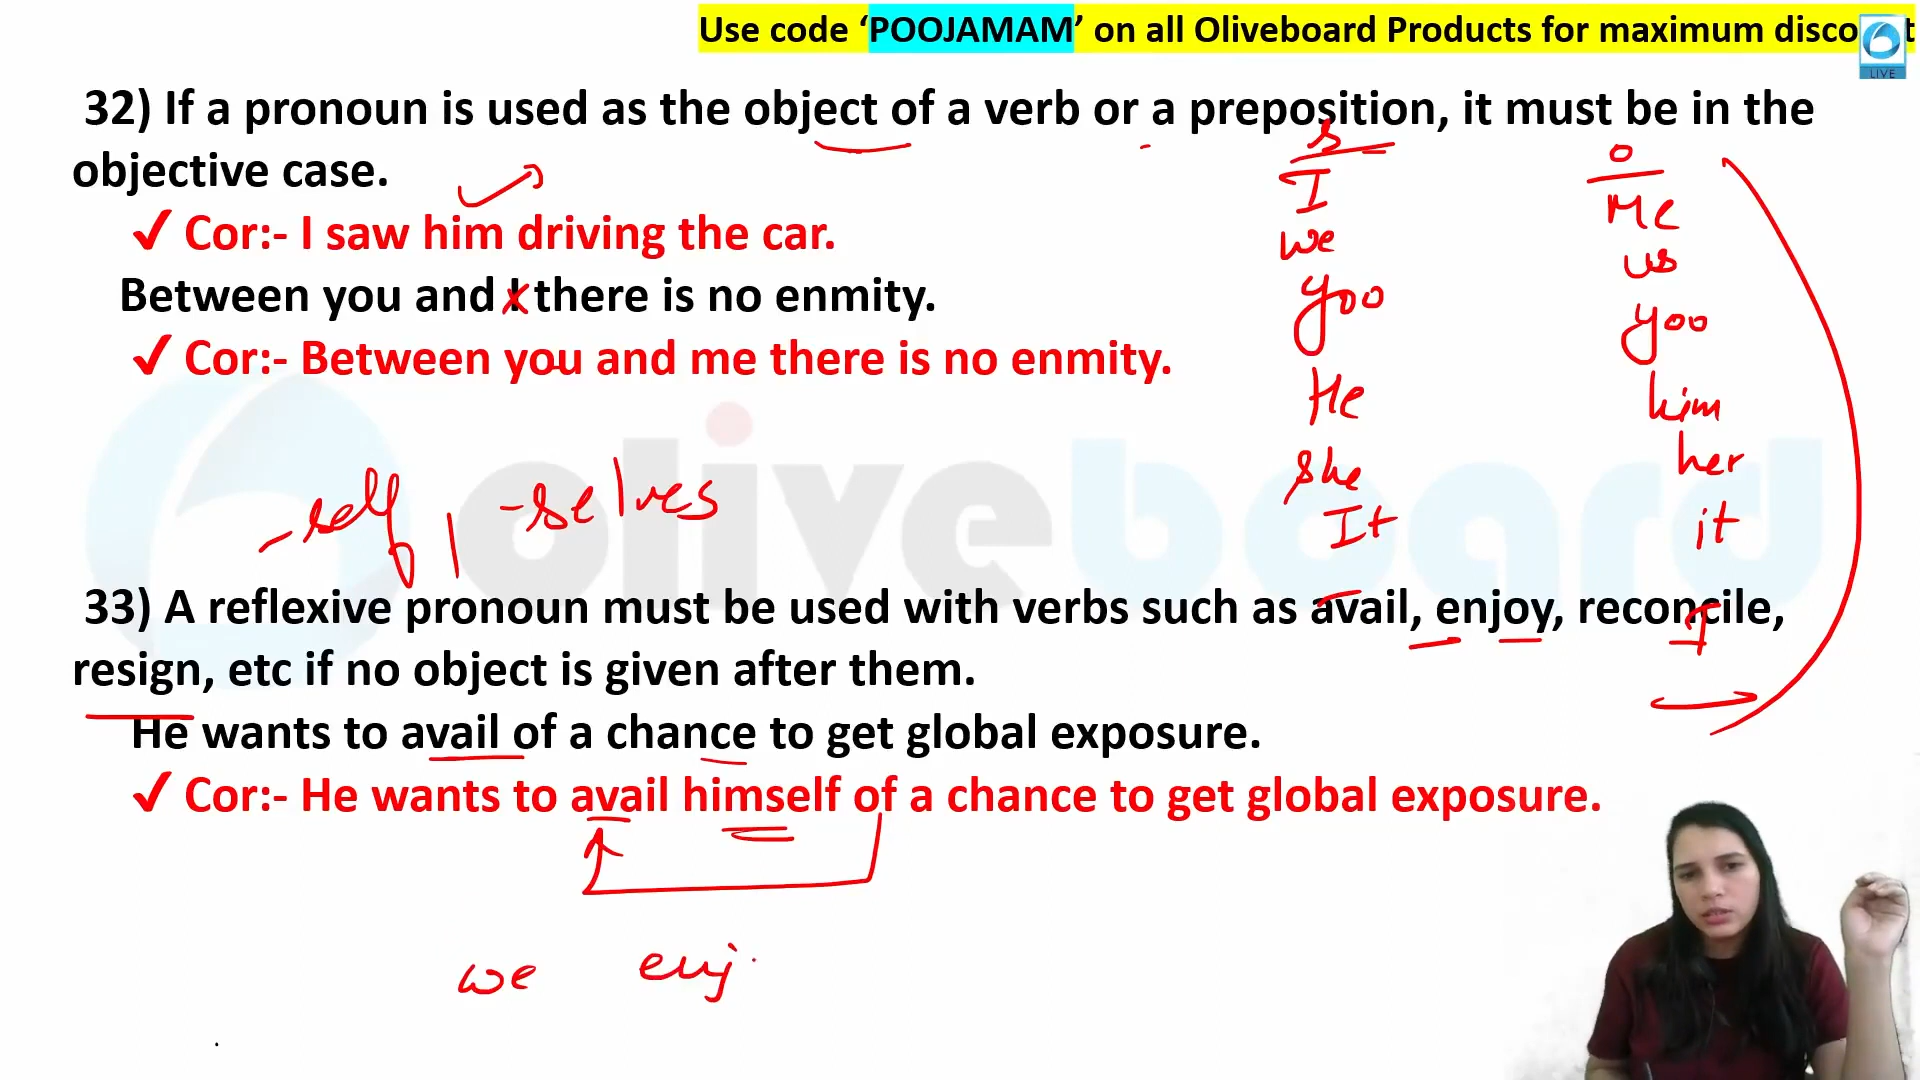 Use code ‘POOJAMAM’ on all Oliveboard Products for maximum disco t
LIVE
32) If a pronoun is used as the object of a verb or a preposition, it must be in the
objective case.
✓ Cor:- I saw him driving the car.
Between you and I there is no enmity.
✓ Cor:- Between you and me there is no enmity.
S O
I Me
we us
you you
He him
She her
It it
I
-self, -selves
oliveboard
33) A reflexive pronoun must be used with verbs such as avail, enjoy, reconcile,
resign, etc if no object is given after them.
He wants to avail of a chance to get global exposure.
✓ Cor:- He wants to avail himself of a chance to get global exposure.
we enj